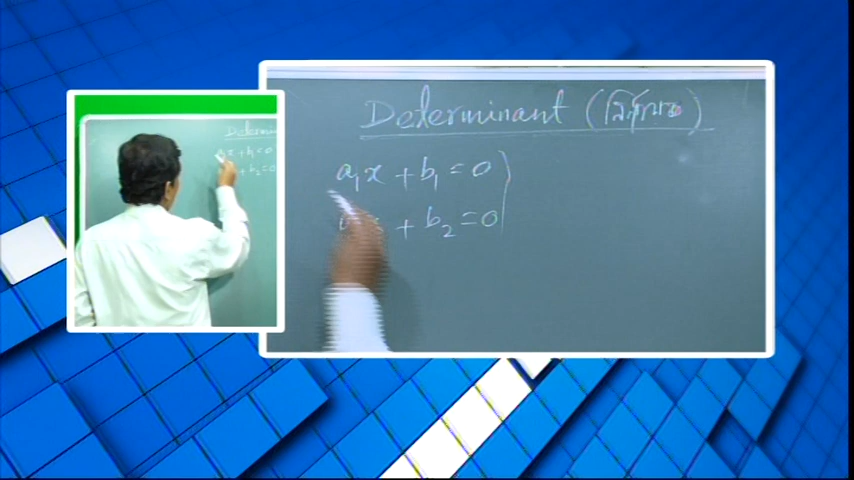 Determinant (নির্ণায়ক)
a₁x + b₁ = 0
+ b₂ = 0